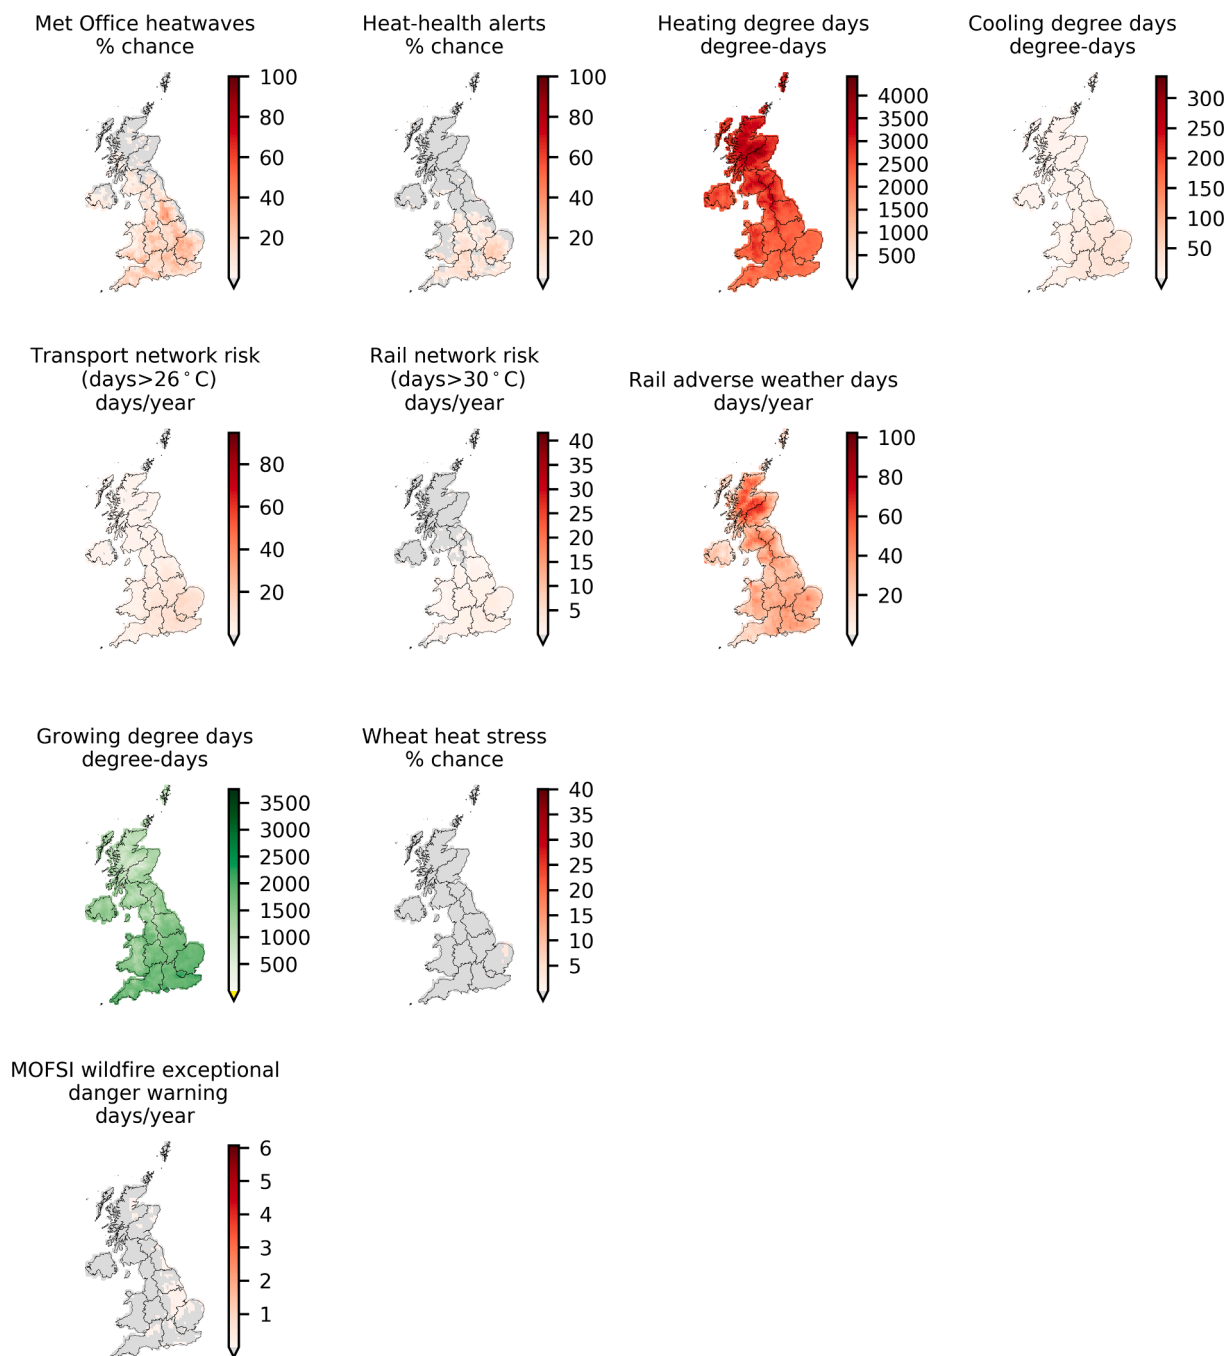 Met Office heatwaves
% chance
100
80
60
40
20
Heat-health alerts
% chance
100
80
60
40
20
Heating degree days
degree-days
4000
3500
3000
2500
2000
1500
1000
500
Cooling degree days
degree-days
300
250
200
150
100
50
Transport network risk
(days>26°C)
days/year
80
60
40
20
Rail network risk
(days>30°C)
days/year
40
35
30
25
20
15
10
5
Rail adverse weather days
days/year
100
80
60
40
20
Growing degree days
degree-days
3500
3000
2500
2000
1500
1000
500
Wheat heat stress
% chance
40
35
30
25
20
15
10
5
MOFSI wildfire exceptional
danger warning
days/year
6
5
4
3
2
1